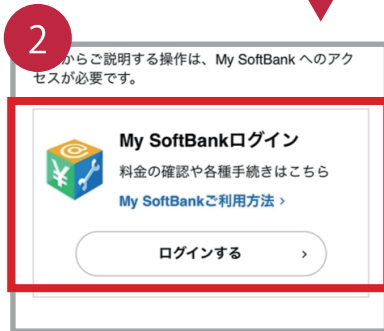 2
からご説明する操作は、My SoftBank へのアク
セスが必要です。
My SoftBankログイン
料金の確認や各種手続きはこちら
My SoftBankご利用方法 ›
ログインする ›